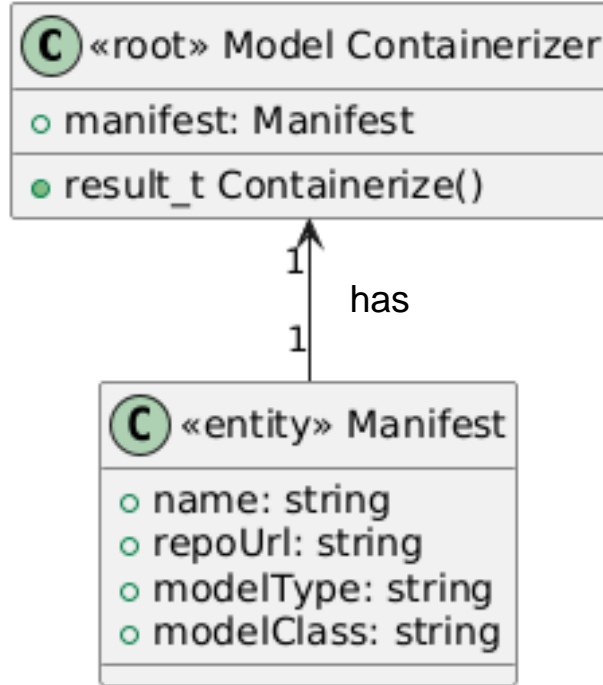 C «root» Model Containerizer
manifest: Manifest
result_t Containerize()
1
has
1
C «entity» Manifest
name: string
repoUrl: string
modelType: string
modelClass: string